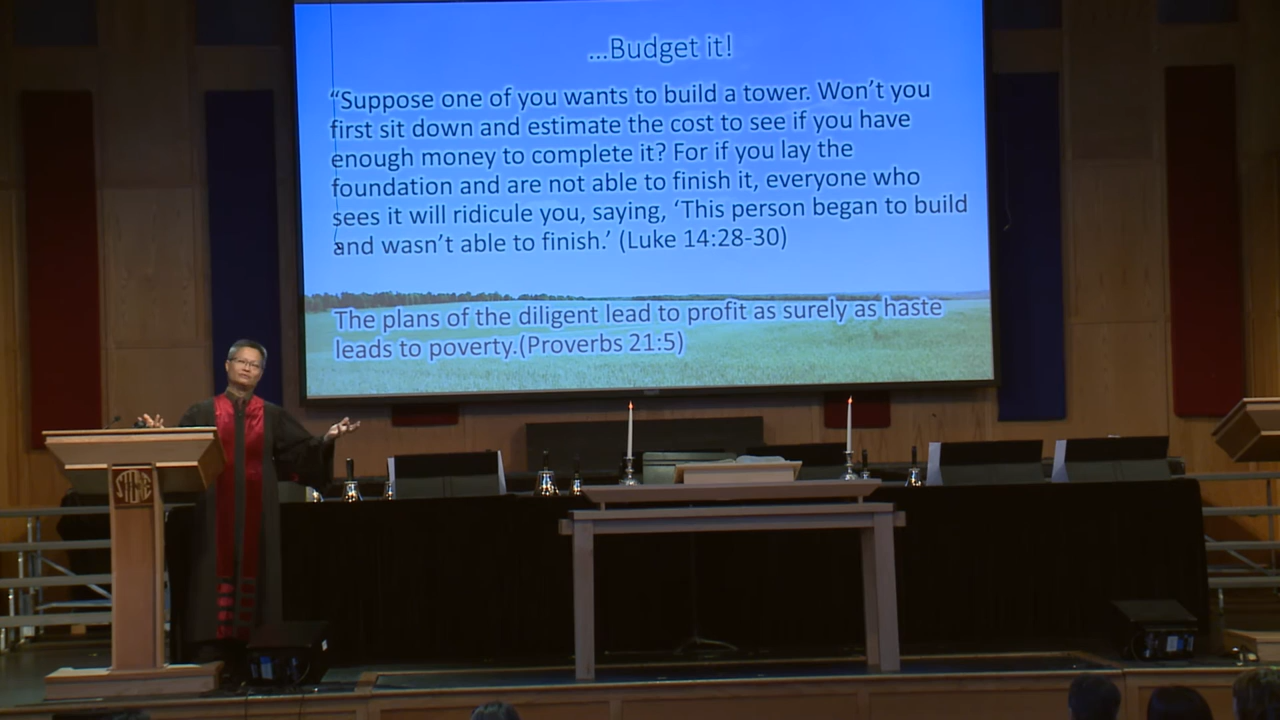 ...Budget it!
“Suppose one of you wants to build a tower. Won’t you
first sit down and estimate the cost to see if you have
enough money to complete it? For if you lay the
foundation and are not able to finish it, everyone who
sees it will ridicule you, saying, ‘This person began to build
and wasn’t able to finish.’ (Luke 14:28-30)
The plans of the diligent lead to profit as surely as haste
leads to poverty.(Proverbs 21:5)